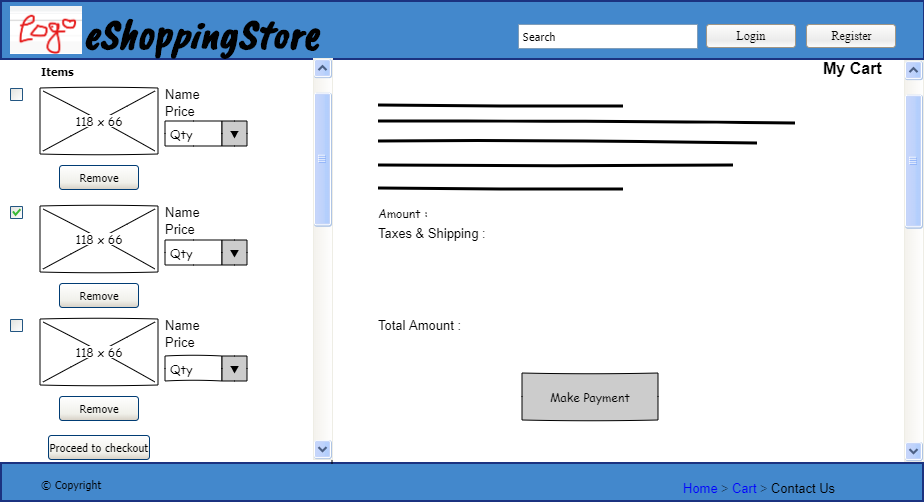 Logo
eShoppingStore
Search
Login
Register
Items
Name
Price
118 x 66
Qty
Remove
Name
Price
118 x 66
Qty
Remove
Name
Price
118 x 66
Qty
Remove
Proceed to checkout
My Cart
Amount :
Taxes & Shipping :
Total Amount :
Make Payment
© Copyright
Home > Cart > Contact Us